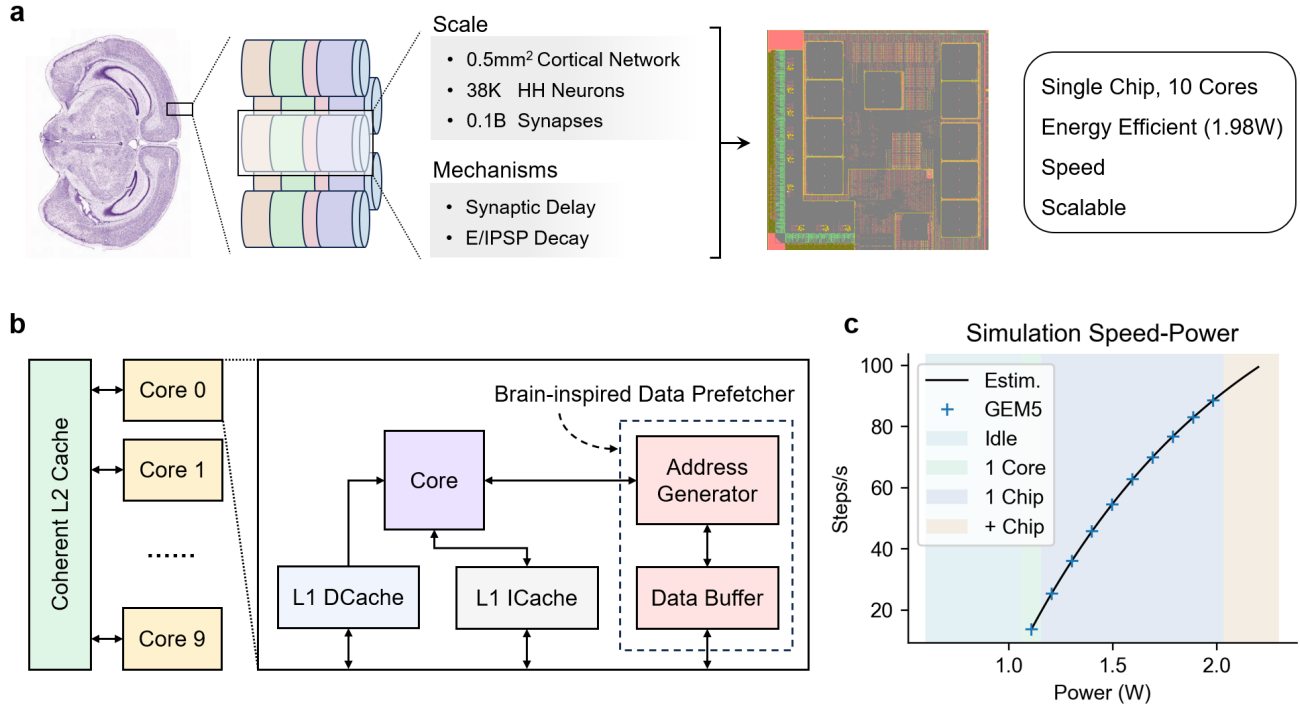 a
Scale
• 0.5mm² Cortical Network
• 38K HH Neurons
• 0.1B Synapses
Mechanisms
• Synaptic Delay
• E/IPSP Decay
Single Chip, 10 Cores
Energy Efficient (1.98W)
Speed
Scalable
b
Coherent L2 Cache
Core 0
Core 1
......
Core 9
Brain-inspired Data Prefetcher
Core
Address
Generator
L1 DCache
L1 ICache
Data Buffer
c
Simulation Speed-Power
Steps/s
100
80
60
40
20
Estim.
GEM5
Idle
1 Core
1 Chip
+ Chip
1.0
1.5
2.0
Power (W)